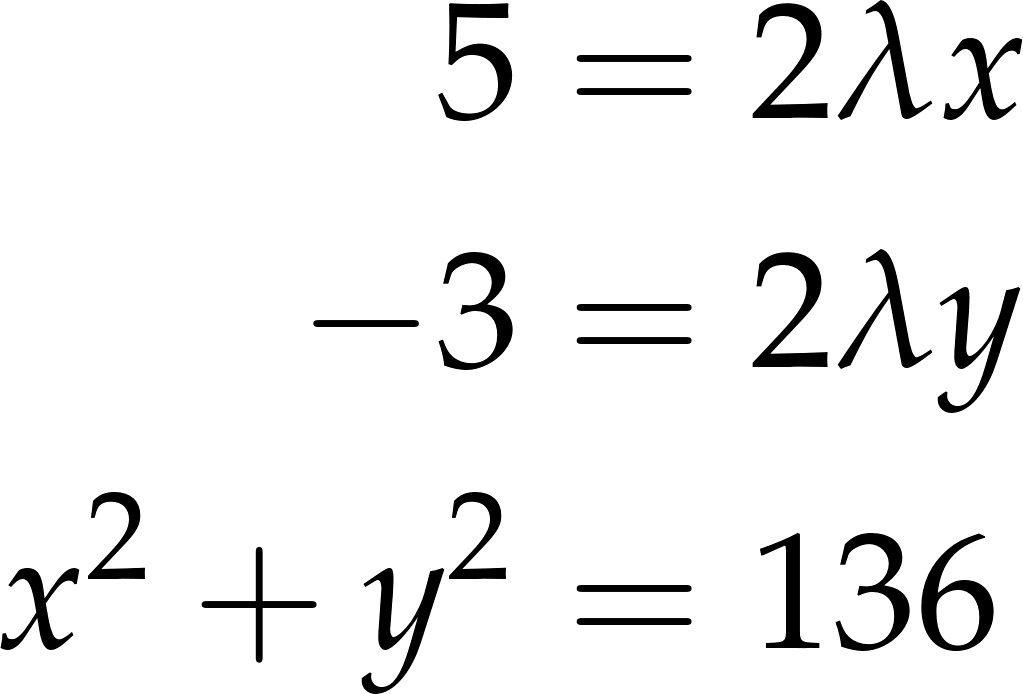 5 = 2λx
−3 = 2λy
x² + y² = 136